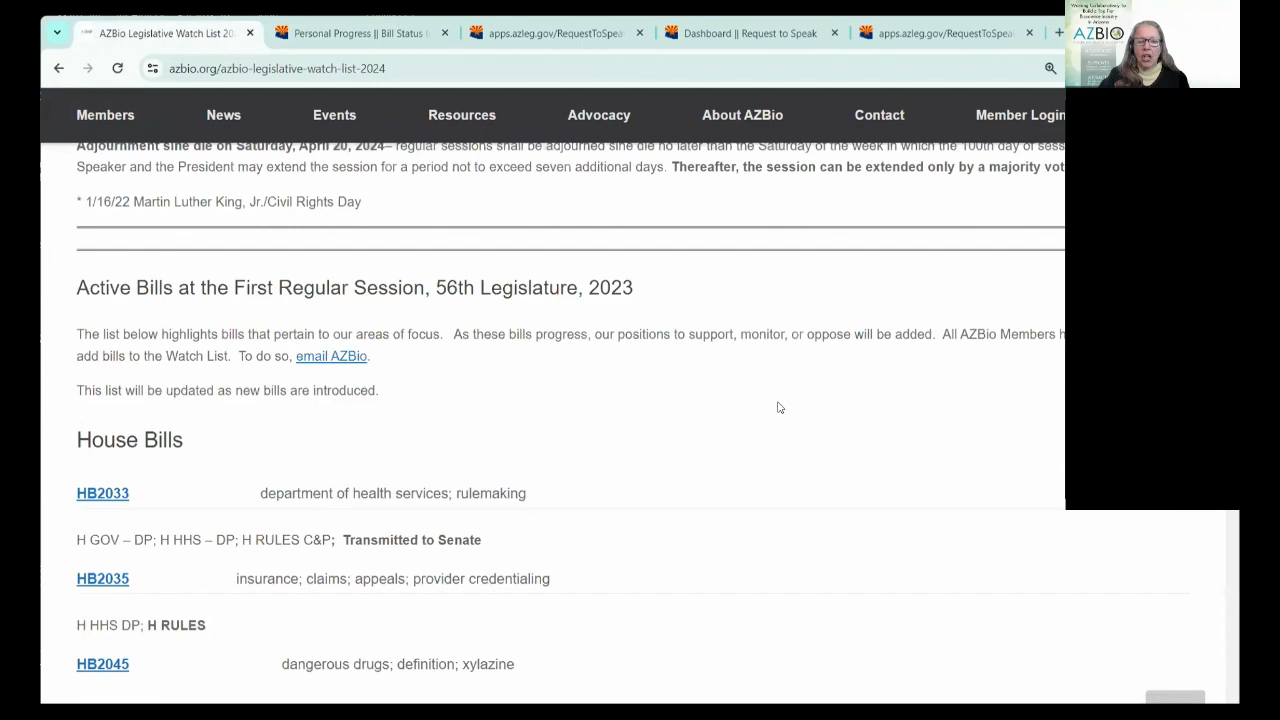 AZBio Legislative Watch List 20
Personal Progress || Bill Status I
apps.azleg.gov/RequestToSpea
Dashboard || Request to Speak
apps.azleg.gov/RequestToSpea
azbio.org/azbio-legislative-watch-list-2024
Working Collaboratively To
Build a Top Tier
Bioscience Industry
in Arizona
AZBIO
Members
News
Events
Resources
Advocacy
About AZBio
Contact
Member Login
Adjournment sine die on Saturday, April 20, 2024– regular sessions shall be adjourned sine die no later than the Saturday of the week in which the 100th day of sess
Speaker and the President may extend the session for a period not to exceed seven additional days. Thereafter, the session can be extended only by a majority vot
* 1/16/22 Martin Luther King, Jr./Civil Rights Day
Active Bills at the First Regular Session, 56th Legislature, 2023
The list below highlights bills that pertain to our areas of focus. As these bills progress, our positions to support, monitor, or oppose will be added. All AZBio Members h
add bills to the Watch List. To do so, email AZBio.
This list will be updated as new bills are introduced.
House Bills
HB2033 department of health services; rulemaking
H GOV – DP; H HHS – DP; H RULES C&P; Transmitted to Senate
HB2035 insurance; claims; appeals; provider credentialing
H HHS DP; H RULES
HB2045 dangerous drugs; definition; xylazine